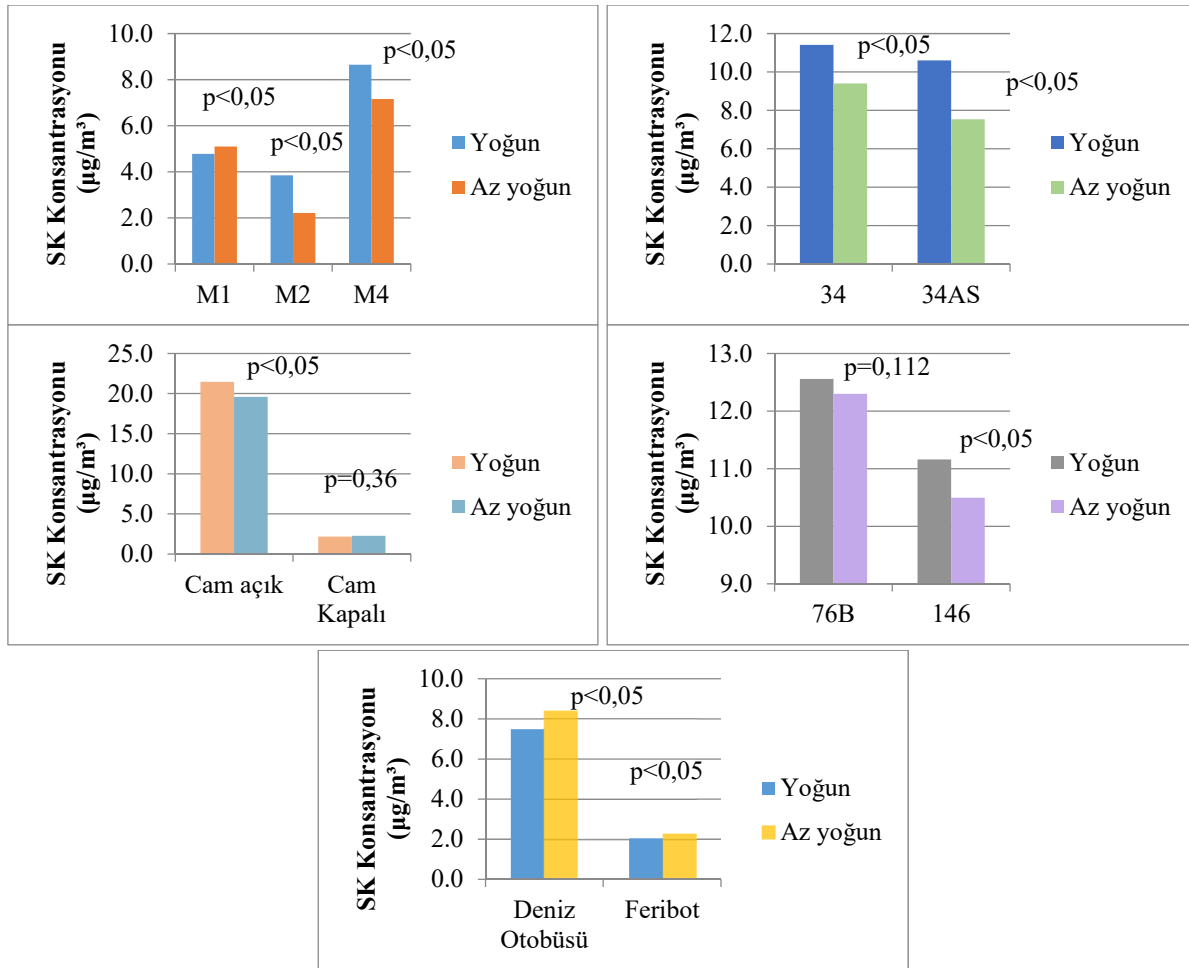 SK Konsantrasyonu
(µg/m³)
10.0
8.0
6.0
4.0
2.0
0.0
p<0,05
p<0,05
p<0,05
M1
M2
M4
Yoğun
Az yoğun
SK Konsantrasyonu
(µg/m³)
12.0
10.0
8.0
6.0
4.0
2.0
0.0
p<0,05
p<0,05
34
34AS
Yoğun
Az yoğun
SK Konsantrasyonu
(µg/m³)
25.0
20.0
15.0
10.0
5.0
0.0
p<0,05
p=0,36
Cam açık
Cam
Kapalı
Yoğun
Az yoğun
SK Konsantrasyonu
(µg/m³)
13.0
12.0
11.0
10.0
9.0
p=0,112
p<0,05
76B
146
Yoğun
Az yoğun
SK Konsantrasyonu
(µg/m³)
10.0
8.0
6.0
4.0
2.0
0.0
p<0,05
p<0,05
Deniz
Otobüsü
Feribot
Yoğun
Az yoğun